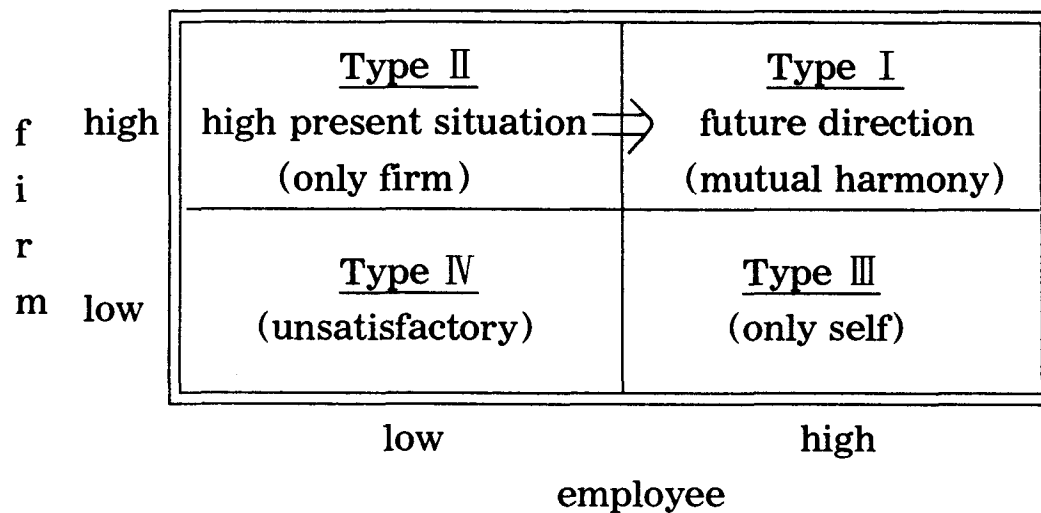 Type Ⅱ
high present situation
(only firm)
Type Ⅰ
future direction
(mutual harmony)
firm
high
low
Type Ⅳ
(unsatisfactory)
Type Ⅲ
(only self)
low
high
employee